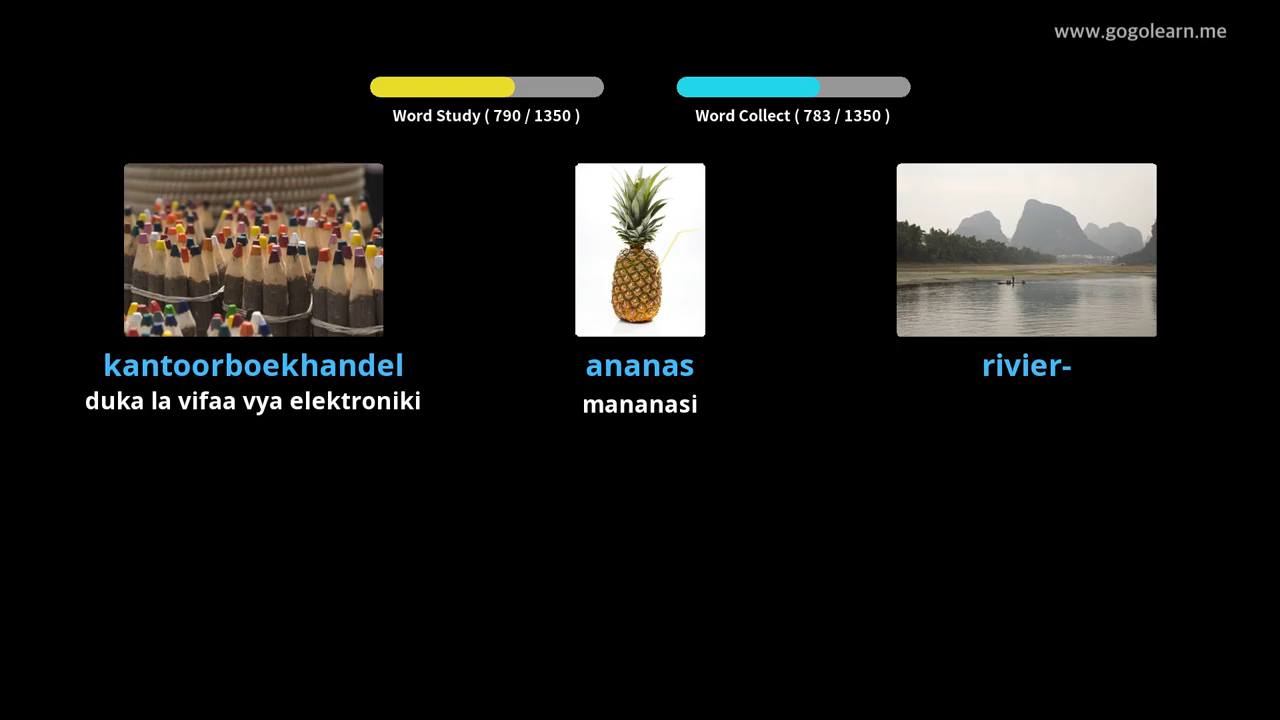 www.gogolearn.me
Word Study ( 790 / 1350 )
Word Collect ( 783 / 1350 )
kantoorboekhandel
duka la vifaa vya elektroniki
ananas
mananasi
rivier-